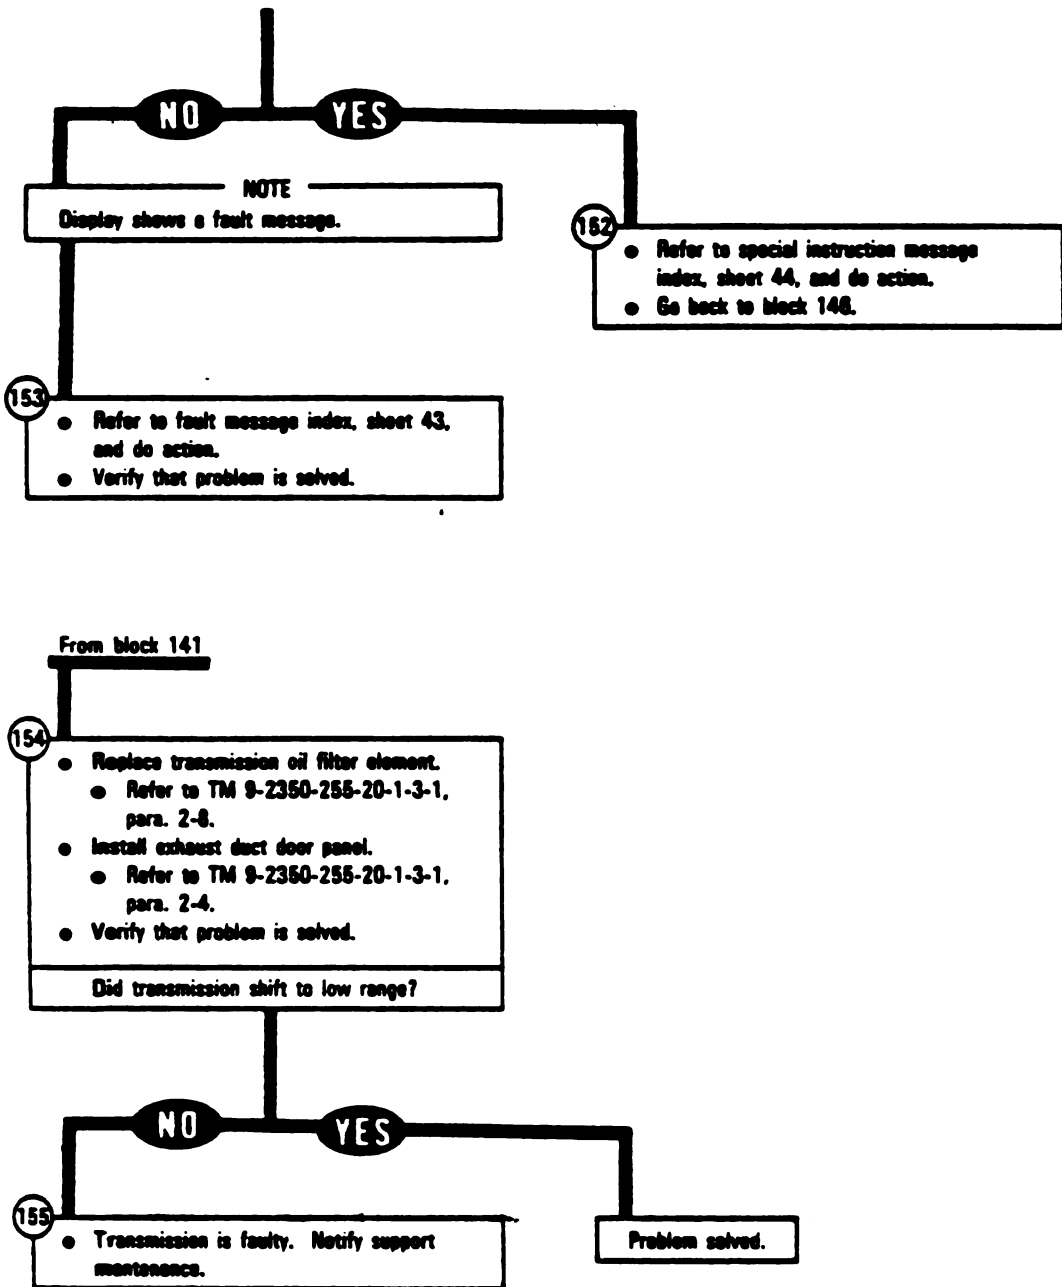 NO
YES
NOTE
Display shows a fault message.
152
● Refer to special instruction message
index, sheet 44, and do action.
● Go back to block 146.
153
● Refer to fault message index, sheet 43,
and do action.
● Verify that problem is solved.
From block 141
154
● Replace transmission oil filter element.
● Refer to TM 9-2350-255-20-1-3-1,
para. 2-8.
● Install exhaust duct door panel.
● Refer to TM 9-2350-255-20-1-3-1,
para. 2-4.
● Verify that problem is solved.
Did transmission shift to low range?
NO
YES
155
● Transmission is faulty. Notify support
mantenance.
Problem solved.